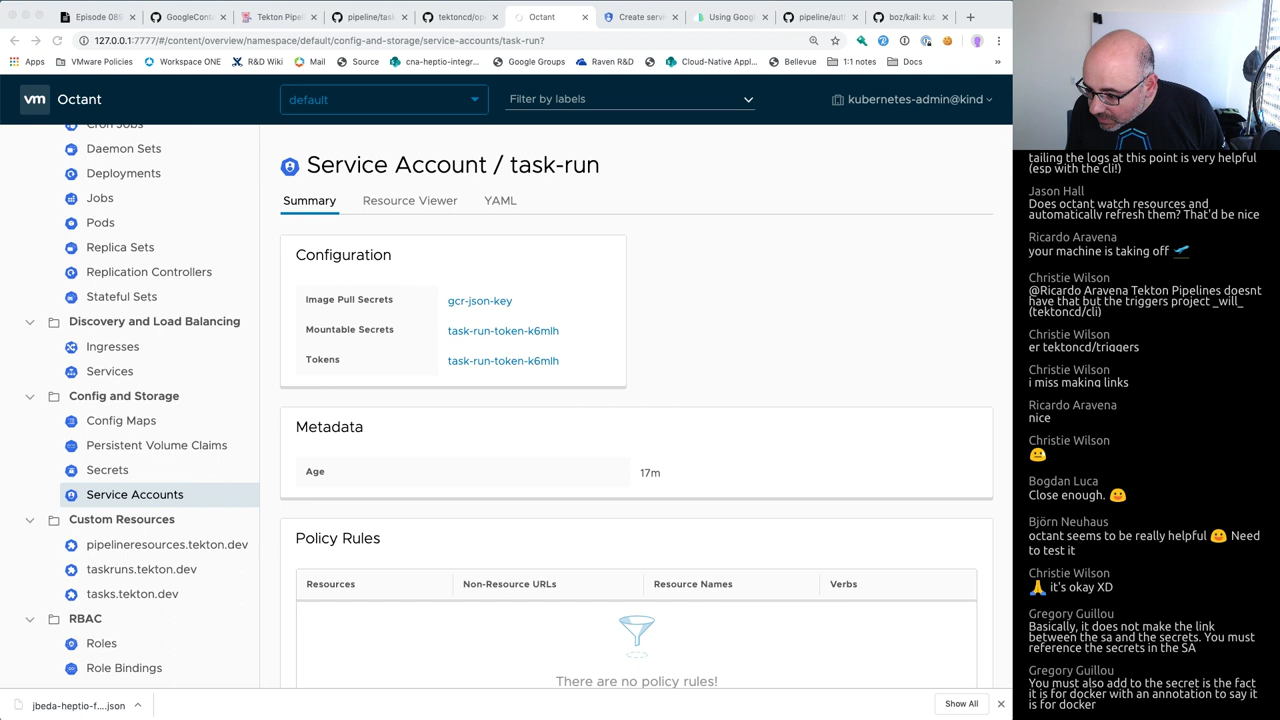 Episode 088
GoogleCont
Tekton Pipel
pipeline/task
tektoncd/ope
Octant
Create servi
Using Googl
pipeline/aut
boz/kail: kub
127.0.0.1:7777/#/content/overview/namespace/default/config-and-storage/service-accounts/task-run?
Apps
VMware Policies
Workspace ONE
R&D Wiki
Mail
Source
cna-heptio-integr...
Google Groups
Raven R&D
Cloud-Native Appl...
Bellevue
1:1 notes
Docs
»
vm
Octant
default
Filter by labels
kubernetes-admin@kind
Cron Jobs
Daemon Sets
Deployments
Jobs
Pods
Replica Sets
Replication Controllers
Stateful Sets
Discovery and Load Balancing
Ingresses
Services
Config and Storage
Config Maps
Persistent Volume Claims
Secrets
Service Accounts
Custom Resources
pipelineresources.tekton.dev
taskruns.tekton.dev
tasks.tekton.dev
RBAC
Roles
Role Bindings
Service Account / task-run
Summary
Resource Viewer
YAML
Configuration
Image Pull Secrets
gcr-json-key
Mountable Secrets
task-run-token-k6mlh
Tokens
task-run-token-k6mlh
Metadata
Age
17m
Policy Rules
Resources
Non-Resource URLs
Resource Names
Verbs
There are no policy rules!
jbeda-heptio-f....json
Show All
tailing the logs at this point is very helpful
(esp with the cli!)
Jason Hall
Does octant watch resources and
automatically refresh them? That'd be nice
Ricardo Aravena
your machine is taking off
Christie Wilson
@Ricardo Aravena Tekton Pipelines doesnt
have that but the triggers project _will_
(tektoncd/cli)
Christie Wilson
er tektoncd/triggers
Christie Wilson
i miss making links
Ricardo Aravena
nice
Christie Wilson
Bogdan Luca
Close enough.
Björn Neuhaus
octant seems to be really helpful 😃 Need
to test it
Christie Wilson
🙏 it's okay XD
Gregory Guillou
Basically, it does not make the link
between the sa and the secrets. You must
reference the secrets in the SA
Gregory Guillou
You must also add to the secret is the fact
it is for docker with an annotation to say it
is for docker